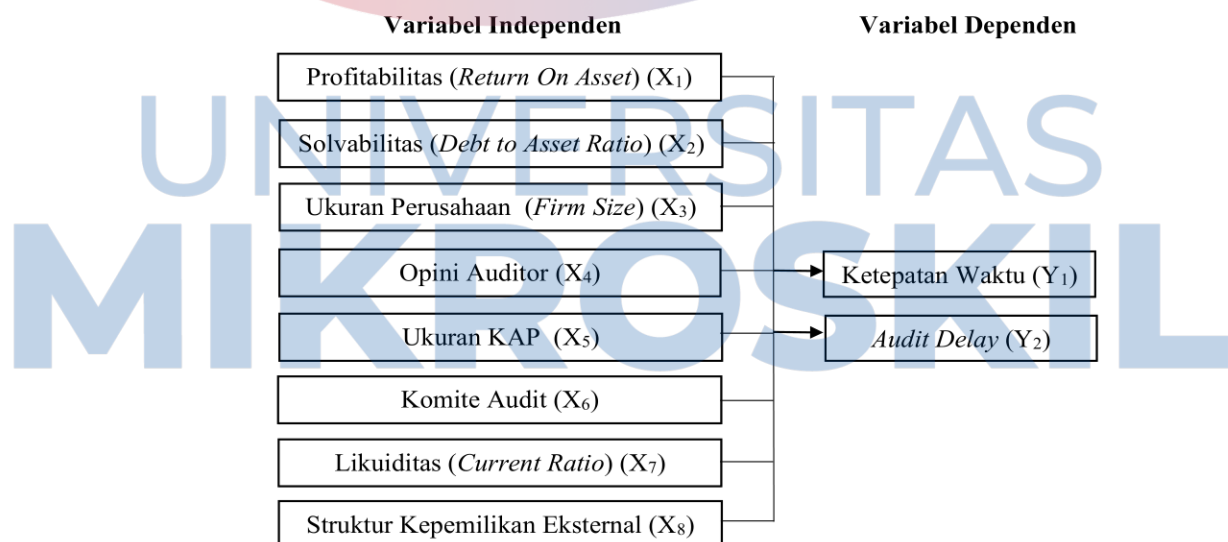 Variabel Independen
Variabel Dependen
Profitabilitas (Return On Asset) (X₁)
Solvabilitas (Debt to Asset Ratio) (X₂)
Ukuran Perusahaan (Firm Size) (X₃)
Opini Auditor (X₄)
Ketepatan Waktu (Y₁)
Ukuran KAP (X₅)
Audit Delay (Y₂)
Komite Audit (X₆)
Likuiditas (Current Ratio) (X₇)
Struktur Kepemilikan Eksternal (X₈)
UNIVERSITAS
MIKROSKIL